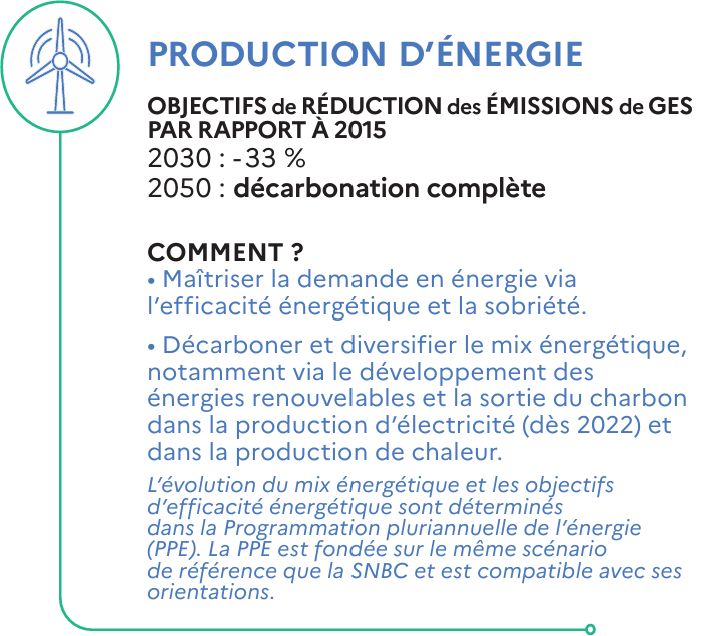 PRODUCTION D’ÉNERGIE
OBJECTIFS de RÉDUCTION des ÉMISSIONS de GES
PAR RAPPORT À 2015
2030 : -33 %
2050 : décarbonation complète
COMMENT ?
• Maîtriser la demande en énergie via
l’efficacité énergétique et la sobriété.
• Décarboner et diversifier le mix énergétique,
notamment via le développement des
énergies renouvelables et la sortie du charbon
dans la production d’électricité (dès 2022) et
dans la production de chaleur.
L’évolution du mix énergétique et les objectifs
d’efficacité énergétique sont déterminés
dans la Programmation pluriannuelle de l’énergie
(PPE). La PPE est fondée sur le même scénario
de référence que la SNBC et est compatible avec ses
orientations.